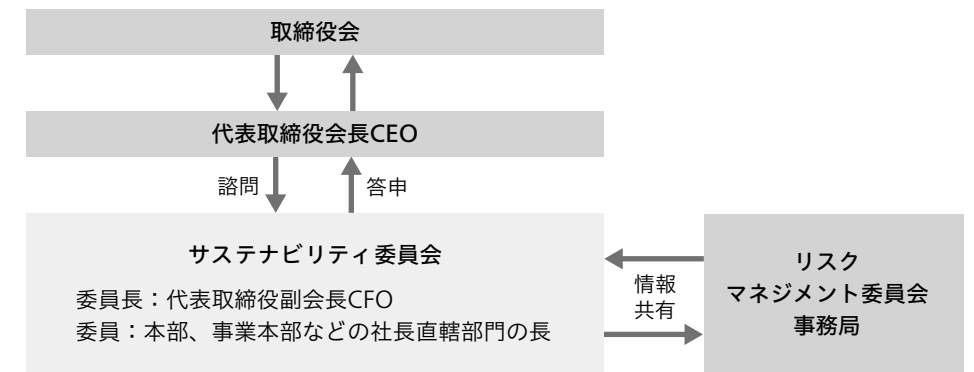 取締役会
代表取締役会長CEO
諮問
答申
サステナビリティ委員会
委員長：代表取締役副会長CFO
委員：本部、事業本部などの社長直轄部門の長
情報
共有
リスク
マネジメント委員会
事務局